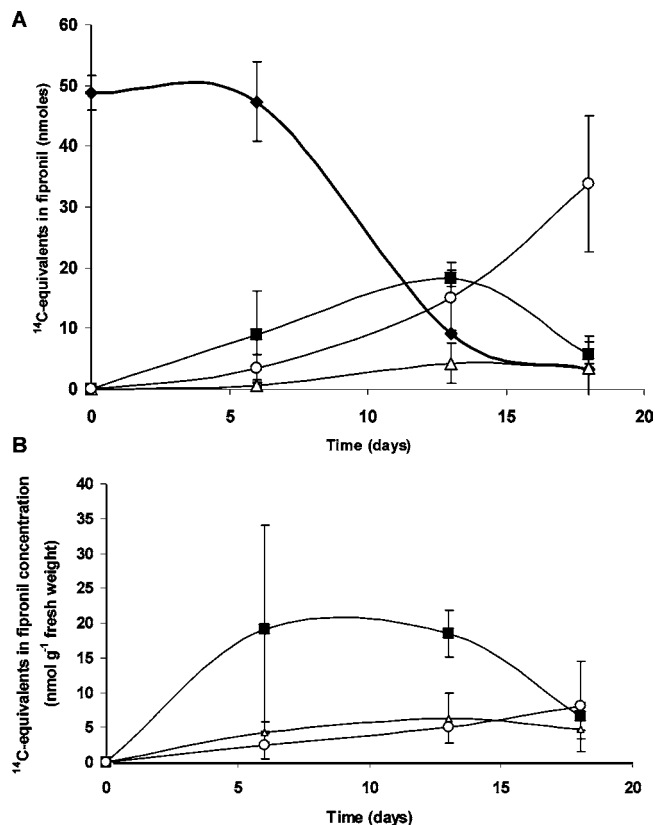 A
60
50
40
30
20
10
0
¹⁴C-equivalents in fipronil (nmoles)
0 5 10 15 20
Time (days)
B
40
35
30
25
20
15
10
5
0
¹⁴C-equivalents in fipronil concentration
(nmol g⁻¹ fresh weight)
0 5 10 15 20
Time (days)